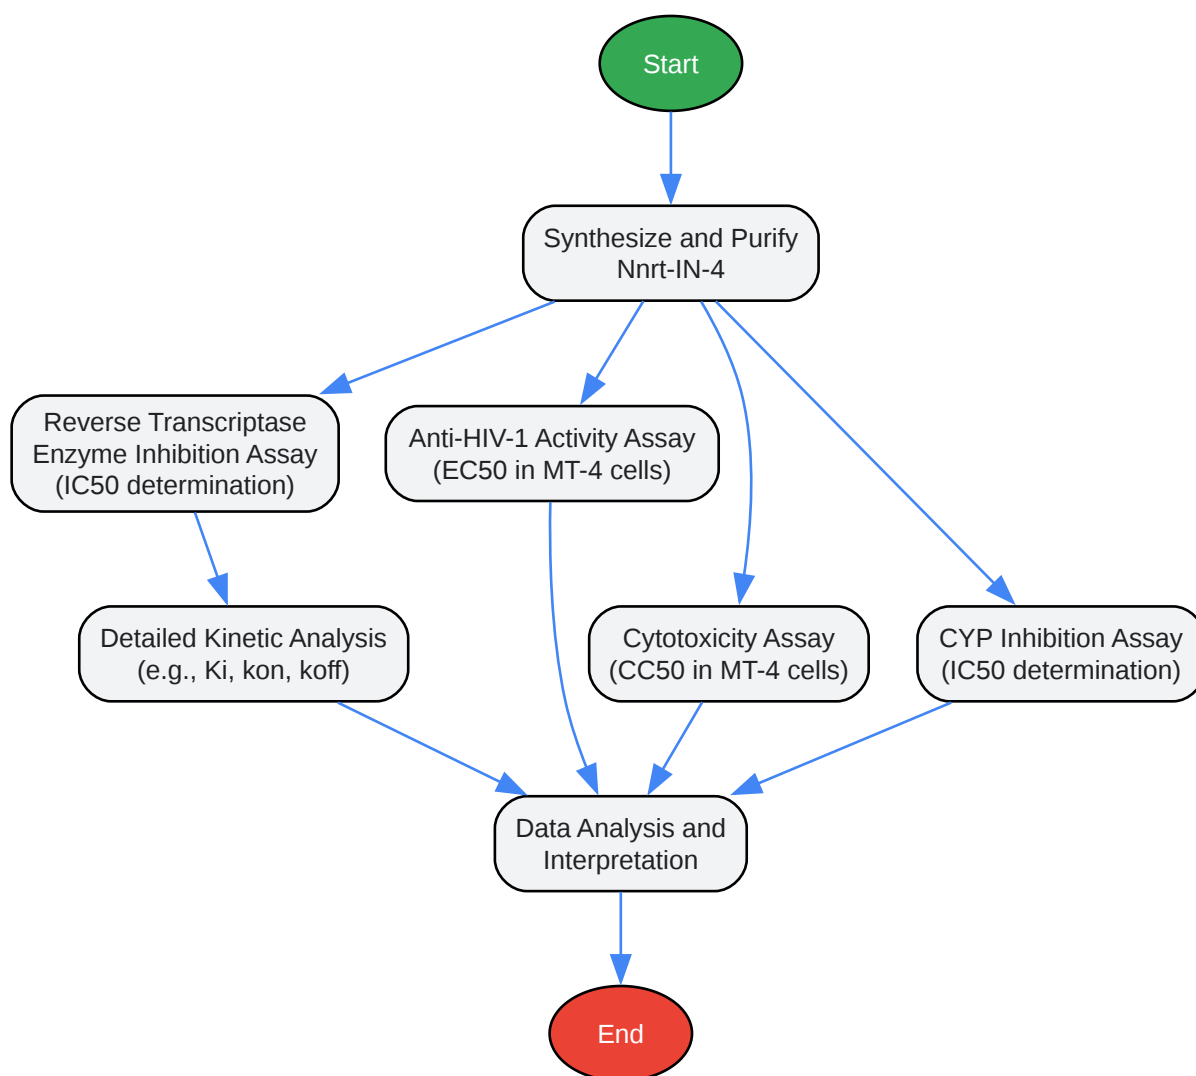 Start
Synthesize and Purify
Nnrt-IN-4
Reverse Transcriptase
Enzyme Inhibition Assay
(IC50 determination)
Anti-HIV-1 Activity Assay
(EC50 in MT-4 cells)
Detailed Kinetic Analysis
(e.g., Ki, kon, koff)
Cytotoxicity Assay
(CC50 in MT-4 cells)
CYP Inhibition Assay
(IC50 determination)
Data Analysis and
Interpretation
End